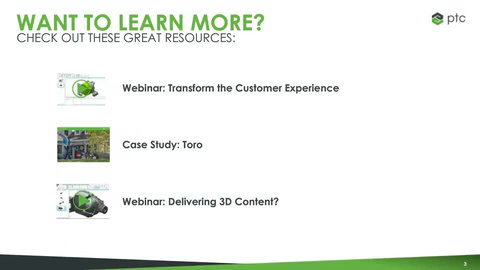 WANT TO LEARN MORE?
CHECK OUT THESE GREAT RESOURCES:
ptc
Webinar: Transform the Customer Experience
Case Study: Toro
Webinar: Delivering 3D Content?
5